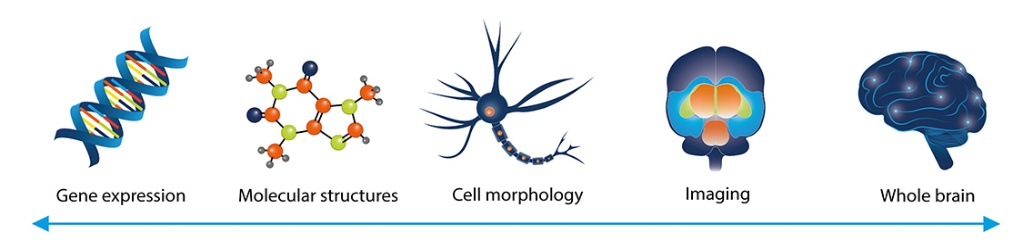 Gene expression
Molecular structures
Cell morphology
Imaging
Whole brain